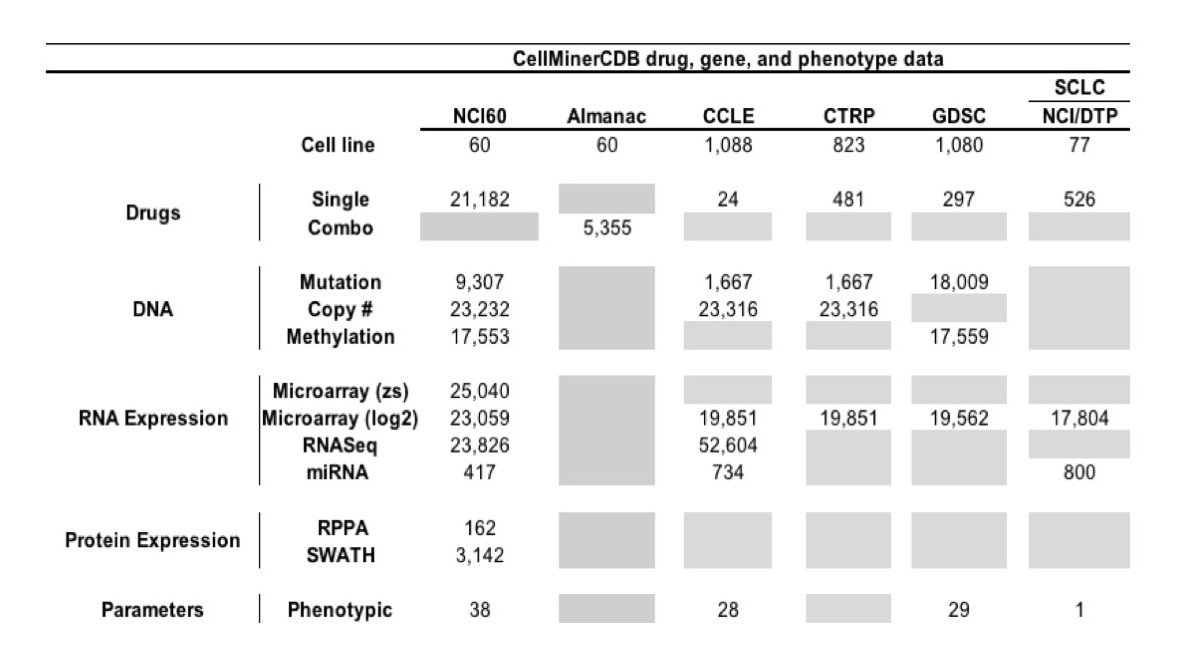 CellMinerCDB drug, gene, and phenotype data
SCLC
NCI60 Almanac CCLE CTRP GDSC NCI/DTP
Cell line 60 60 1,088 823 1,080 77
Drugs
Single 21,182 24 481 297 526
Combo 5,355
DNA
Mutation 9,307 1,667 1,667 18,009
Copy # 23,232 23,316 23,316
Methylation 17,553 17,559
RNA Expression
Microarray (zs) 25,040
Microarray (log2) 23,059 19,851 19,851 19,562 17,804
RNASeq 23,826 52,604
miRNA 417 734 800
Protein Expression
RPPA 162
SWATH 3,142
Parameters Phenotypic 38 28 29 1